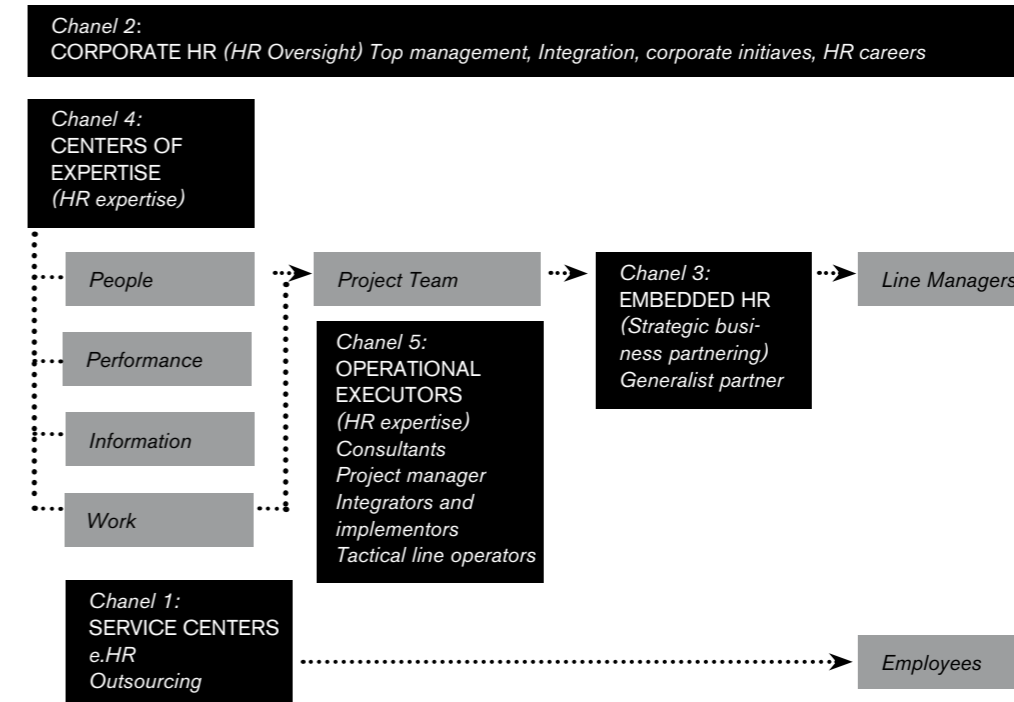 Chanel 2:
CORPORATE HR (HR Oversight) Top management, Integration, corporate initiaves, HR careers
Chanel 4:
CENTERS OF
EXPERTISE
(HR expertise)
People
Project Team
Chanel 3:
EMBEDDED HR
(Strategic busi-
ness partnering)
Generalist partner
Line Managers
Performance
Chanel 5:
OPERATIONAL
EXECUTORS
(HR expertise)
Consultants
Project manager
Integrators and
implementors
Tactical line operators
Information
Work
Chanel 1:
SERVICE CENTERS
e.HR
Outsourcing
Employees